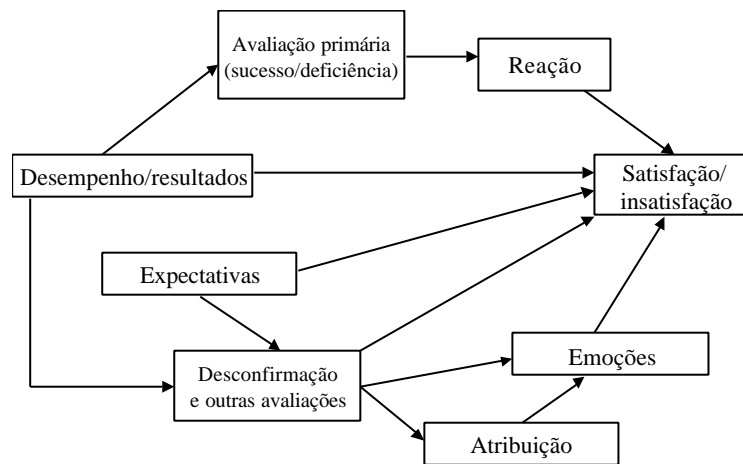 Avaliação primária
(sucesso/deficiência)
Reação
Desempenho/resultados
Satisfação/
insatisfação
Expectativas
Desconfirmação
e outras avaliações
Emoções
Atribuição